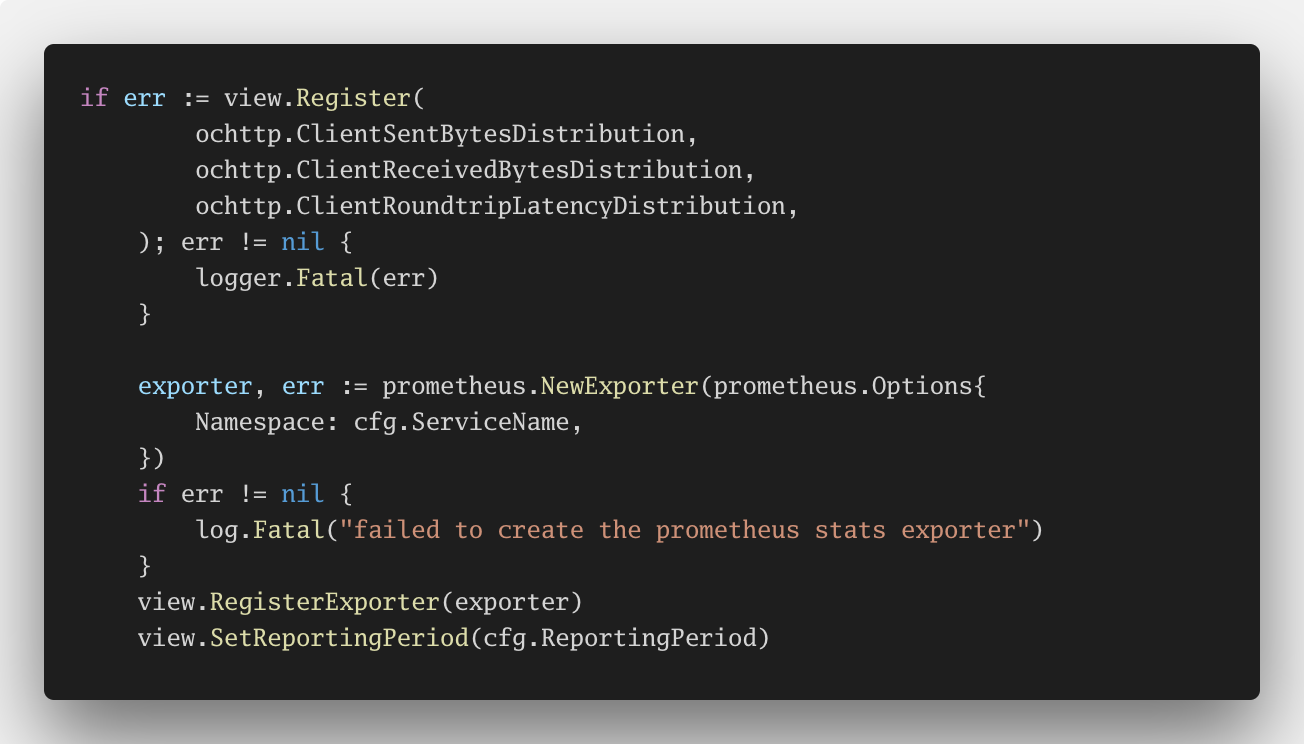 if err := view.Register(
        ochttp.ClientSentBytesDistribution,
        ochttp.ClientReceivedBytesDistribution,
        ochttp.ClientRoundtripLatencyDistribution,
    ); err != nil {
        logger.Fatal(err)
    }

    exporter, err := prometheus.NewExporter(prometheus.Options{
        Namespace: cfg.ServiceName,
    })
    if err != nil {
        log.Fatal("failed to create the prometheus stats exporter")
    }
    view.RegisterExporter(exporter)
    view.SetReportingPeriod(cfg.ReportingPeriod)